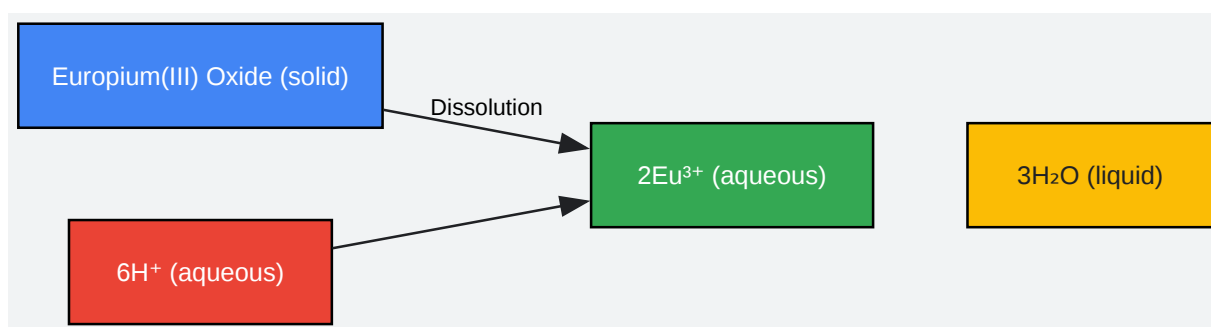 Europium(III) Oxide (solid)
Dissolution
2Eu³⁺ (aqueous)
3H₂O (liquid)
6H⁺ (aqueous)